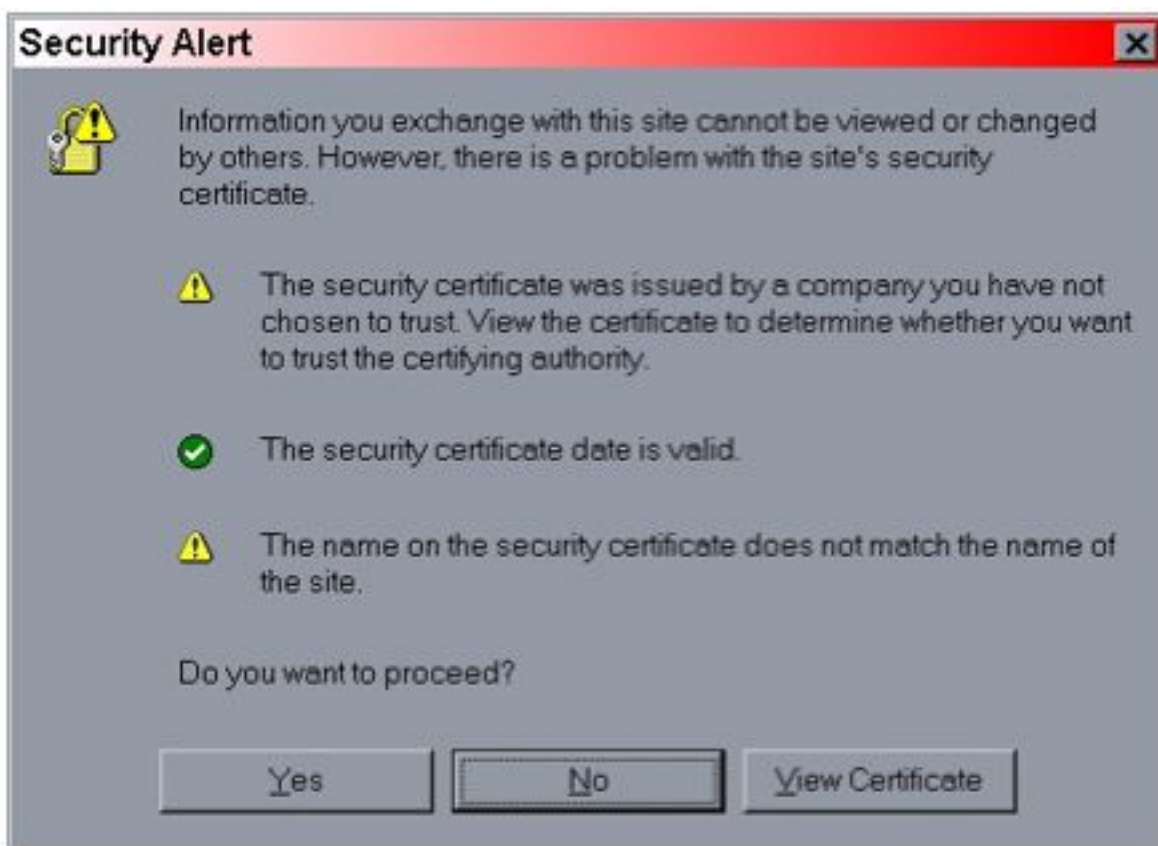 Security Alert
Information you exchange with this site cannot be viewed or changed
by others. However, there is a problem with the site's security
certificate.
The security certificate was issued by a company you have not
chosen to trust. View the certificate to determine whether you want
to trust the certifying authority.
The security certificate date is valid.
The name on the security certificate does not match the name of
the site.
Do you want to proceed?
Yes No View Certificate